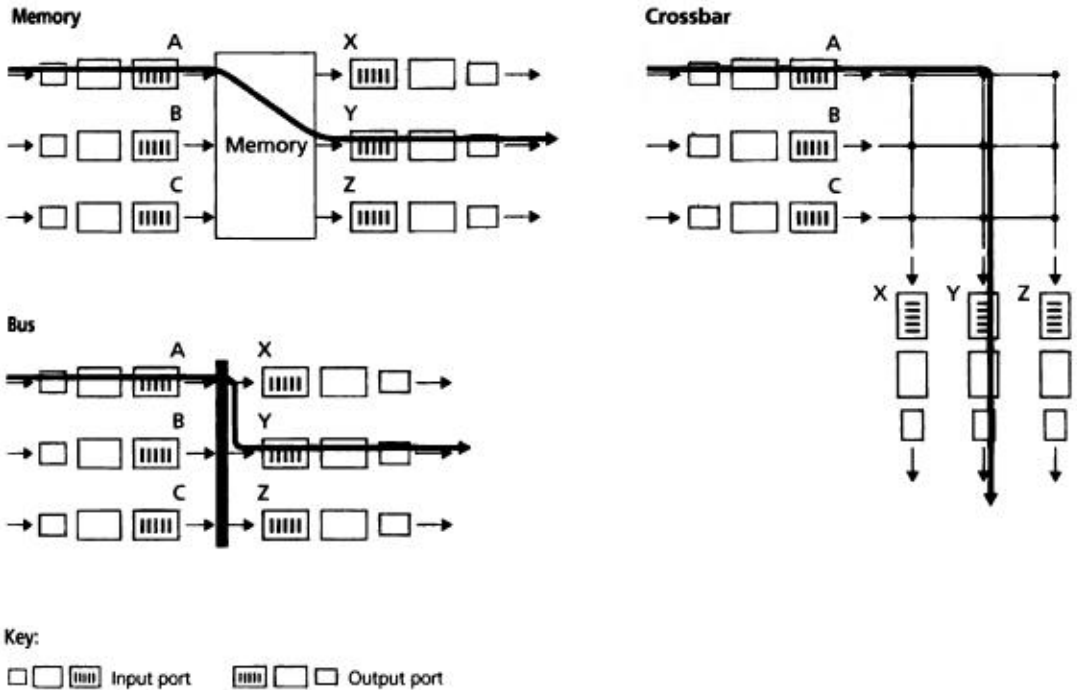 Memory
A
X
B
Y
Memory
C
Z
Crossbar
A
B
C
X
Y
Z
Bus
A
X
B
Y
C
Z
Key:
Input port
Output port